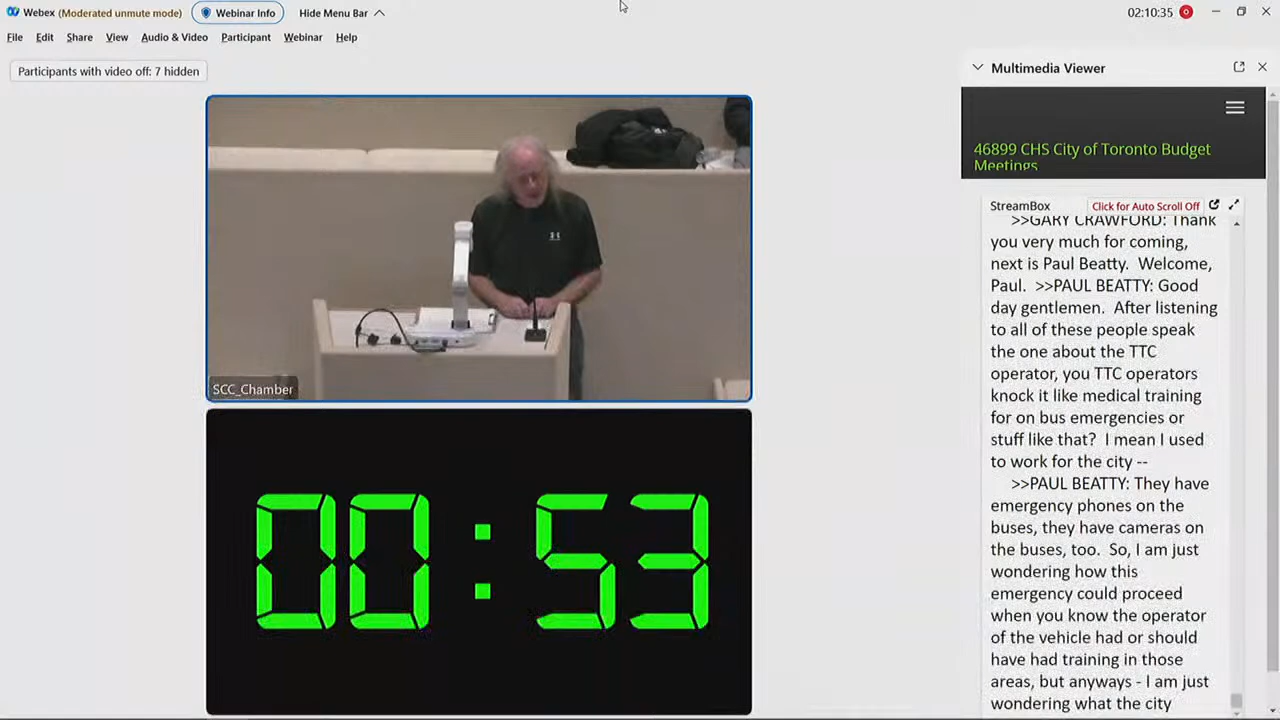 Webex (Moderated unmute mode) Webinar Info Hide Menu Bar 02:10:35
File Edit Share View Audio & Video Participant Webinar Help
Participants with video off: 7 hidden
SCC_Chamber
00:53
Multimedia Viewer
46899 CHS City of Toronto Budget
Meetings
StreamBox Click for Auto Scroll Off
>>GARY CRAWFORD: Thank
you very much for coming,
next is Paul Beatty. Welcome,
Paul. >>PAUL BEATTY: Good
day gentlemen. After listening
to all of these people speak
the one about the TTC
operator, you TTC operators
knock it like medical training
for on bus emergencies or
stuff like that? I mean I used
to work for the city --
>>PAUL BEATTY: They have
emergency phones on the
buses, they have cameras on
the buses, too. So, I am just
wondering how this
emergency could proceed
when you know the operator
of the vehicle had or should
have had training in those
areas, but anyways - I am just
wondering what the city